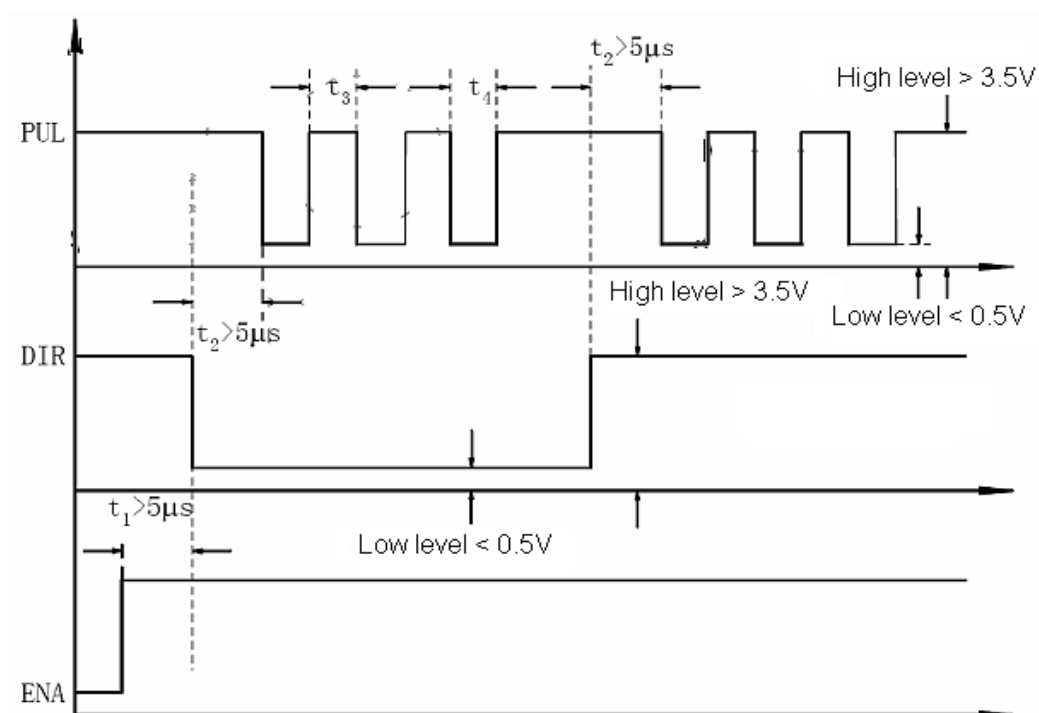 t₂>5μs
High level > 3.5V
t₃
t₄
PUL
High level > 3.5V
Low level < 0.5V
t₂>5μs
DIR
t₁>5μs
Low level < 0.5V
ENA